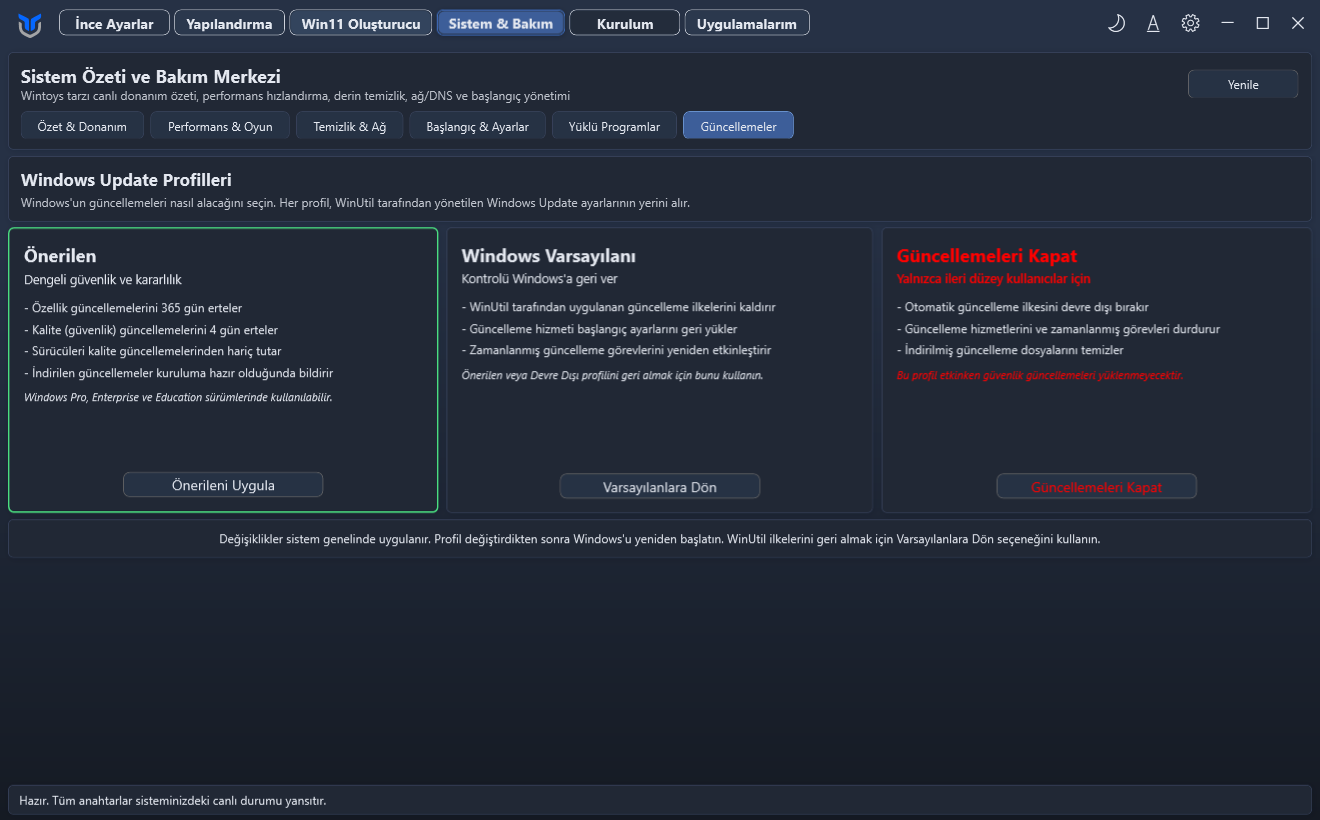 İnce Ayarlar
Yapılandırma
Win11 Oluşturucu
Sistem & Bakım
Kurulum
Uygulamalarım
Sistem Özeti ve Bakım Merkezi
Wintoys tarzı canlı donanım özeti, performans hızlandırma, derin temizlik, ağ/DNS ve başlangıç yönetimi
Yenile
Özet & Donanım
Performans & Oyun
Temizlik & Ağ
Başlangıç & Ayarlar
Yüklü Programlar
Güncellemeler
Windows Update Profilleri
Windows'un güncellemeleri nasıl alacağını seçin. Her profil, WinUtil tarafından yönetilen Windows Update ayarlarının yerini alır.
Önerilen
Dengeli güvenlik ve kararlılık
- Özellik güncellemelerini 365 gün erteler
- Kalite (güvenlik) güncellemelerini 4 gün erteler
- Sürücüleri kalite güncellemelerinden hariç tutar
- İndirilen güncellemeler kuruluma hazır olduğunda bildirir
Windows Pro, Enterprise ve Education sürümlerinde kullanılabilir.
Önerileni Uygula
Windows Varsayılanı
Kontrolü Windows'a geri ver
- WinUtil tarafından uygulanan güncelleme ilkelerini kaldırır
- Güncelleme hizmeti başlangıç ayarlarını geri yükler
- Zamanlanmış güncelleme görevlerini yeniden etkinleştirir
Önerilen veya Devre Dışı profilini geri almak için bunu kullanın.
Varsayılanlara Dön
Güncellemeleri Kapat
Yalnızca ileri düzey kullanıcılar için
- Otomatik güncelleme ilkesini devre dışı bırakır
- Güncelleme hizmetlerini ve zamanlanmış görevleri durdurur
- İndirilmiş güncelleme dosyalarını temizler
Bu profil etkinken güvenlik güncellemeleri yüklenmeyecektir.
Güncellemeleri Kapat
Değişiklikler sistem genelinde uygulanır. Profil değiştirdikten sonra Windows'u yeniden başlatın. WinUtil ilkelerini geri almak için Varsayılanlara Dön seçeneğini kullanın.
Hazır. Tüm anahtarlar sisteminizdeki canlı durumu yansıtır.